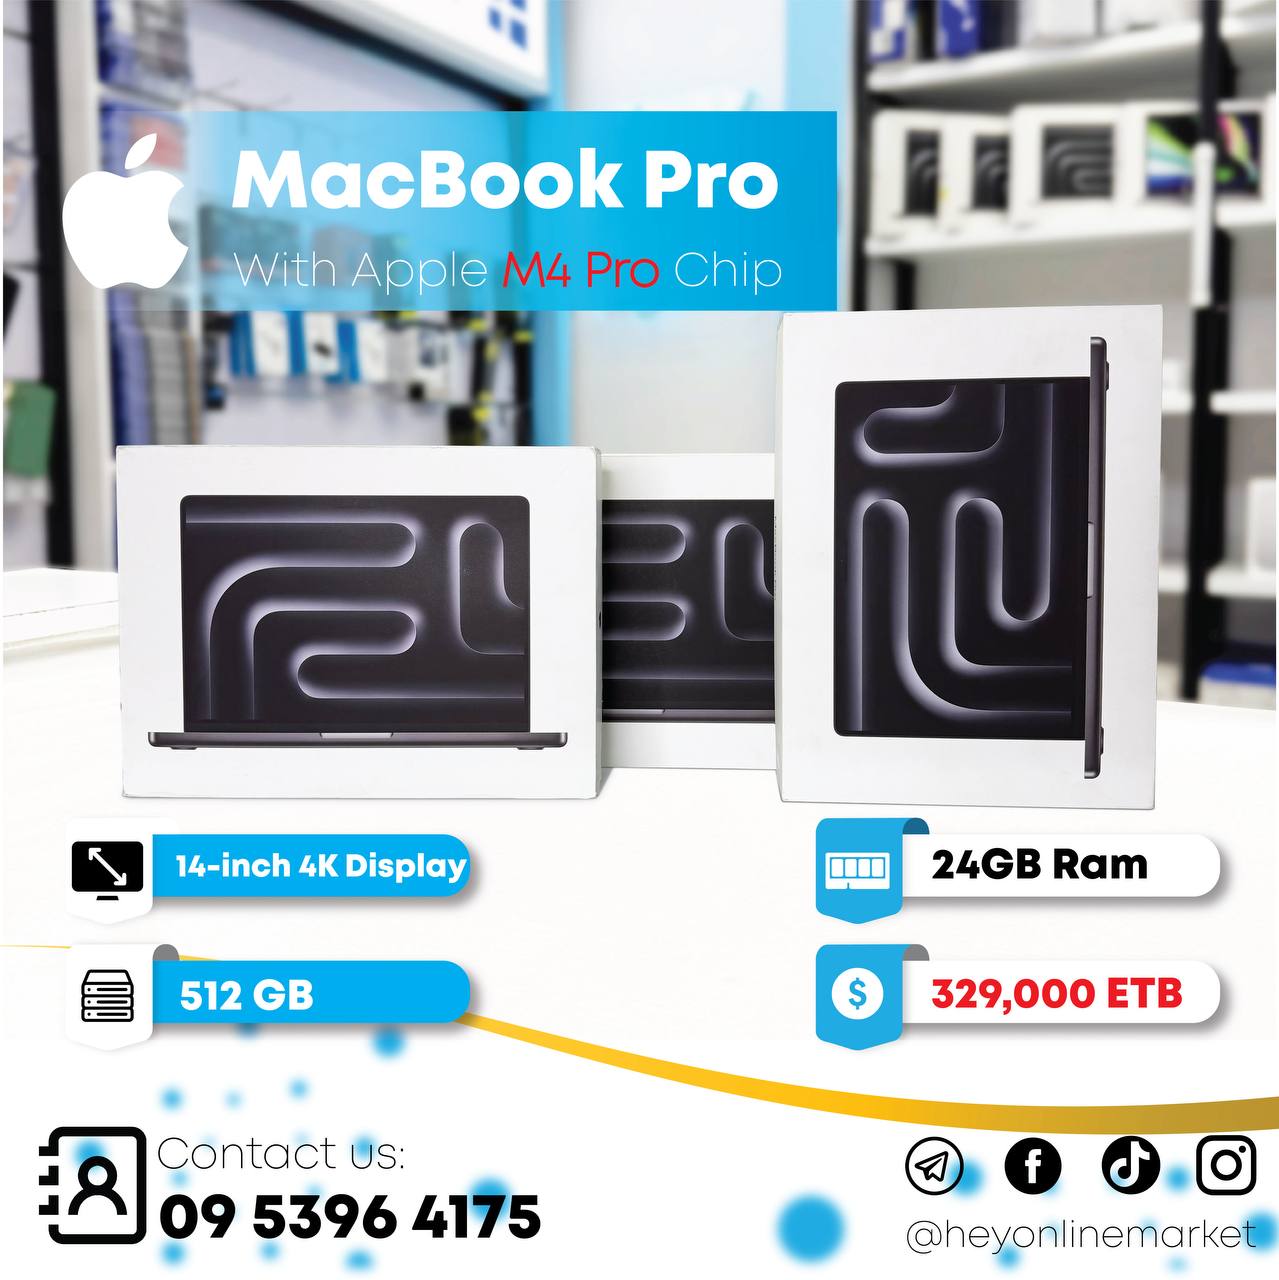 MacBook Pro
With Apple M4 Pro Chip
14-inch 4K Display
24GB Ram
512 GB
329,000 ETB
Contact us:
09 5396 4175
@heyonlinemarket